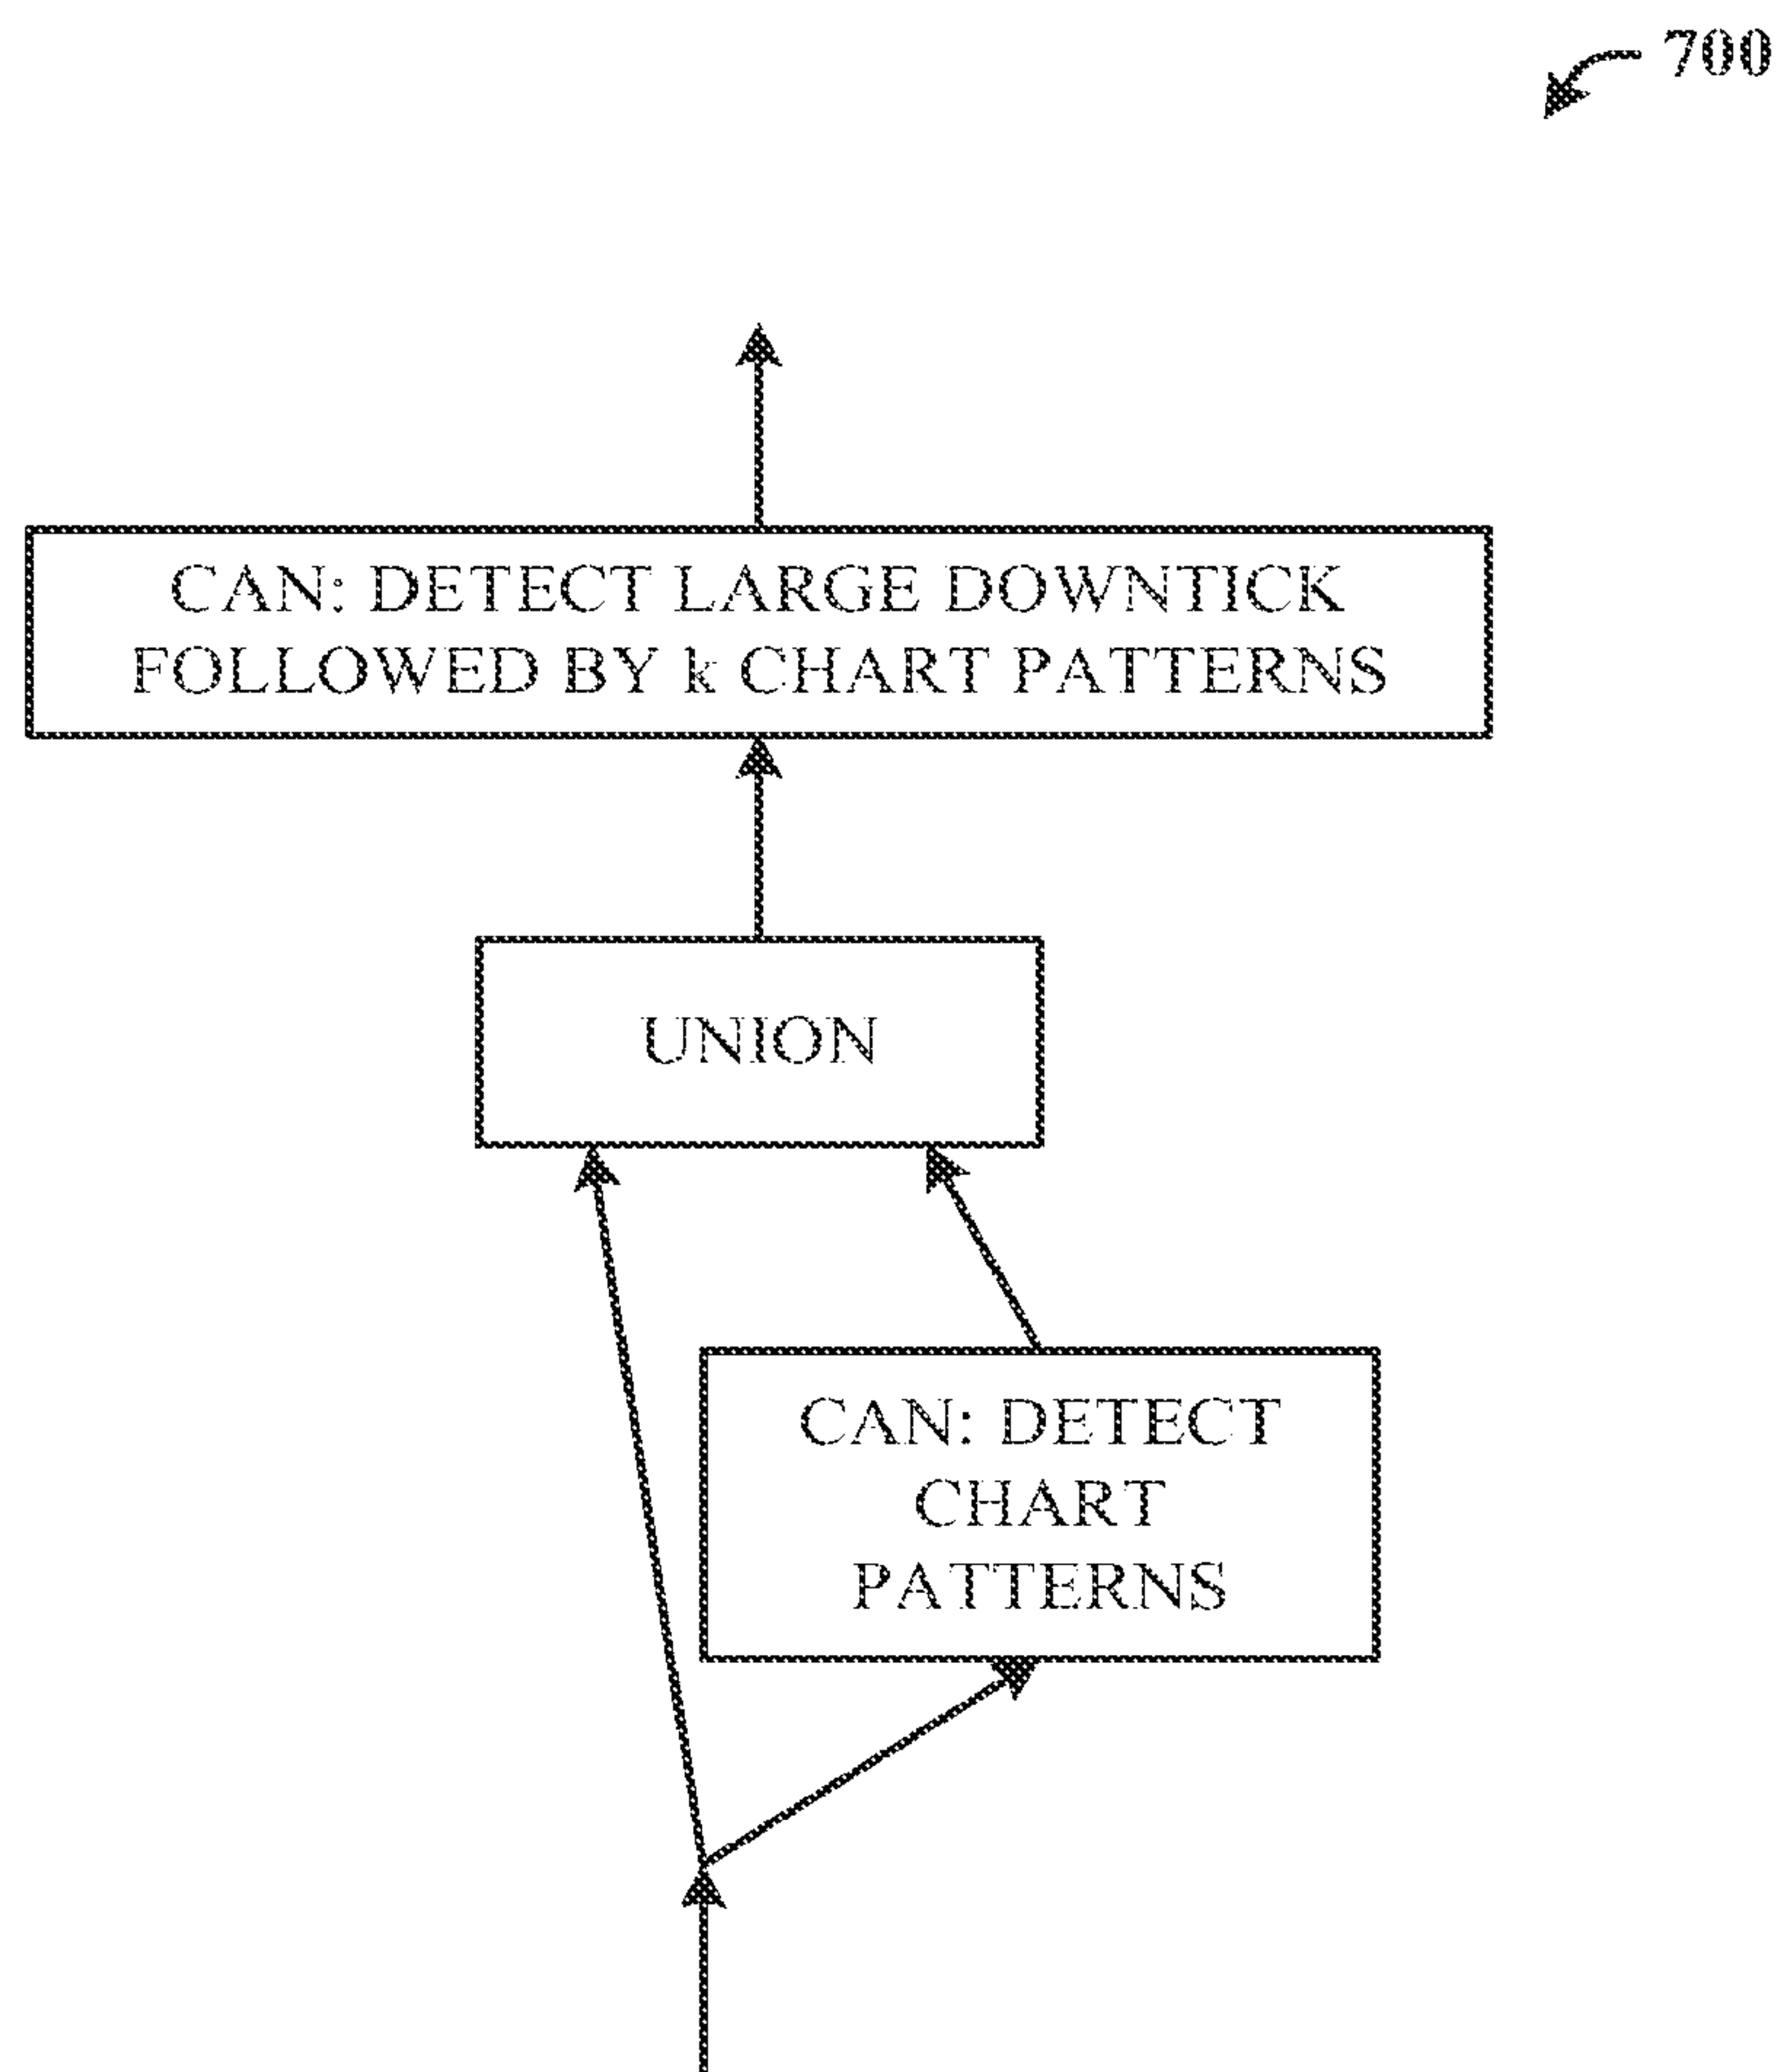 700
CAN: DETECT LARGE DOWNTICK
FOLLOWED BY k CHART PATTERNS
UNION
CAN: DETECT
CHART
PATTERNS